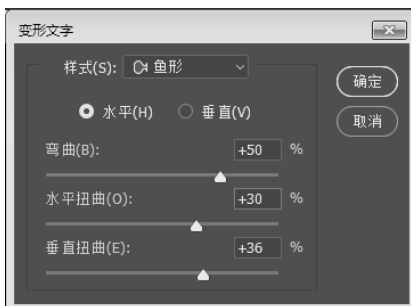 变形文字
样式(S): 鱼形
水平(H) 垂直(V)
弯曲(B): +50 %
水平扭曲(O): +30 %
垂直扭曲(E): +36 %
确定
取消